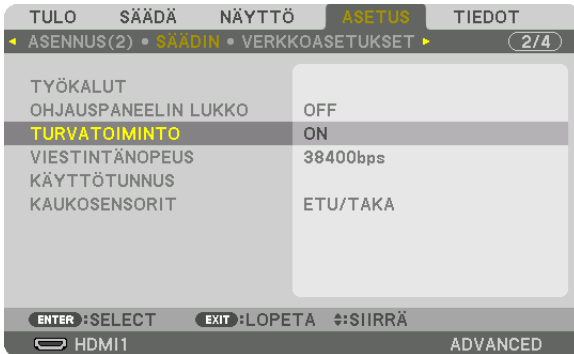 TULO SÄÄDÄ NÄYTTÖ ASETUS TIEDOT
ASENNUS(2) • SÄÄDIN • VERKKOASETUKSET 2/4
TYÖKALUT
OHJAUSPANEELIN LUKKO OFF
TURVATOIMINTO ON
VIESTINTÄNOPEUS 38400bps
KÄYTTÖTUNNUS
KAUKOSENSORIT ETU/TAKA
ENTER :SELECT EXIT :LOPETA :SIIRRÄ
HDMI1 ADVANCED